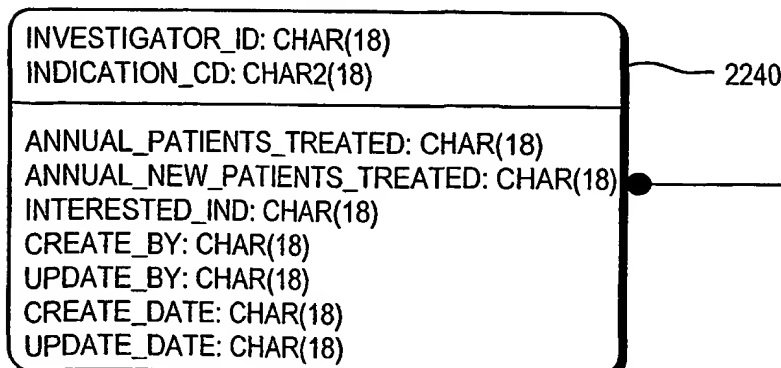 INVESTIGATOR_ID: CHAR(18)
INDICATION_CD: CHAR2(18)
2240
ANNUAL_PATIENTS_TREATED: CHAR(18)
ANNUAL_NEW_PATIENTS_TREATED: CHAR(18)
INTERESTED_IND: CHAR(18)
CREATE_BY: CHAR(18)
UPDATE_BY: CHAR(18)
CREATE_DATE: CHAR(18)
UPDATE_DATE: CHAR(18)